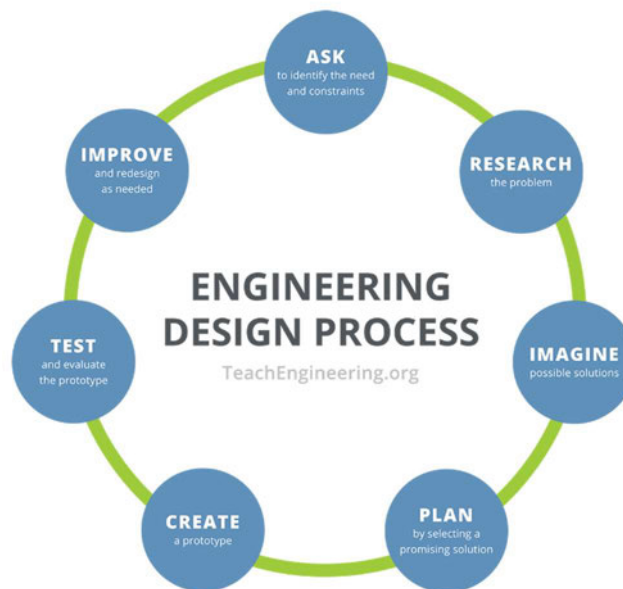 ASK
to identify the need
and constraints
RESEARCH
the problem
IMAGINE
possible solutions
PLAN
by selecting a
promising solution
CREATE
a prototype
TEST
and evaluate
the prototype
IMPROVE
and redesign
as needed
ENGINEERING
DESIGN PROCESS
TeachEngineering.org